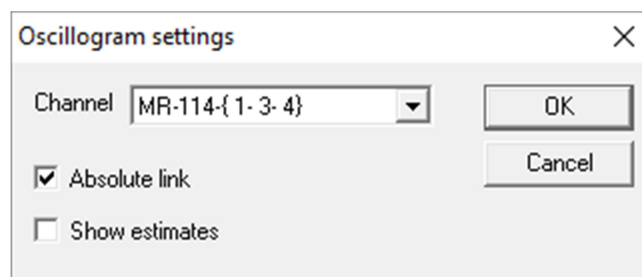 Oscillogram settings
Channel MR-114-{ 1- 3- 4} OK
Cancel
Absolute link
Show estimates